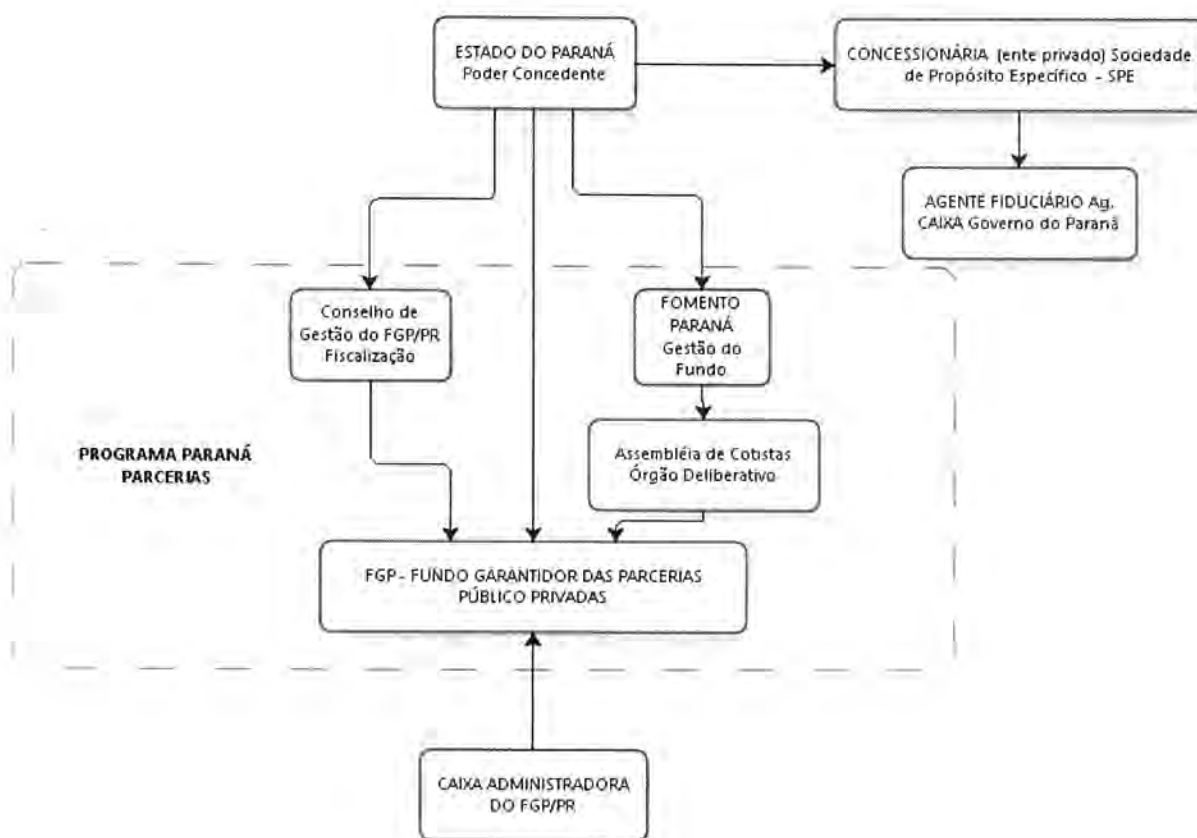 ESTADO DO PARANÁ
Poder Concedente
CONCESSIONÁRIA (ente privado) Sociedade
de Propósito Específico - SPE
AGENTE FIDUCIÁRIO Ag.
CAIXA Governo do Paraná
Conselho de
Gestão do FGP/PR
Fiscalização
FOMENTO
PARANÁ
Gestão do
Fundo
PROGRAMA PARANÁ
PARCERIAS
Assembléia de Cotistas
Órgão Deliberativo
FGP - FUNDO GARANTIDOR DAS PARCERIAS
PÚBLICO PRIVADAS
CAIXA ADMINISTRADORA
DO FGP/PR